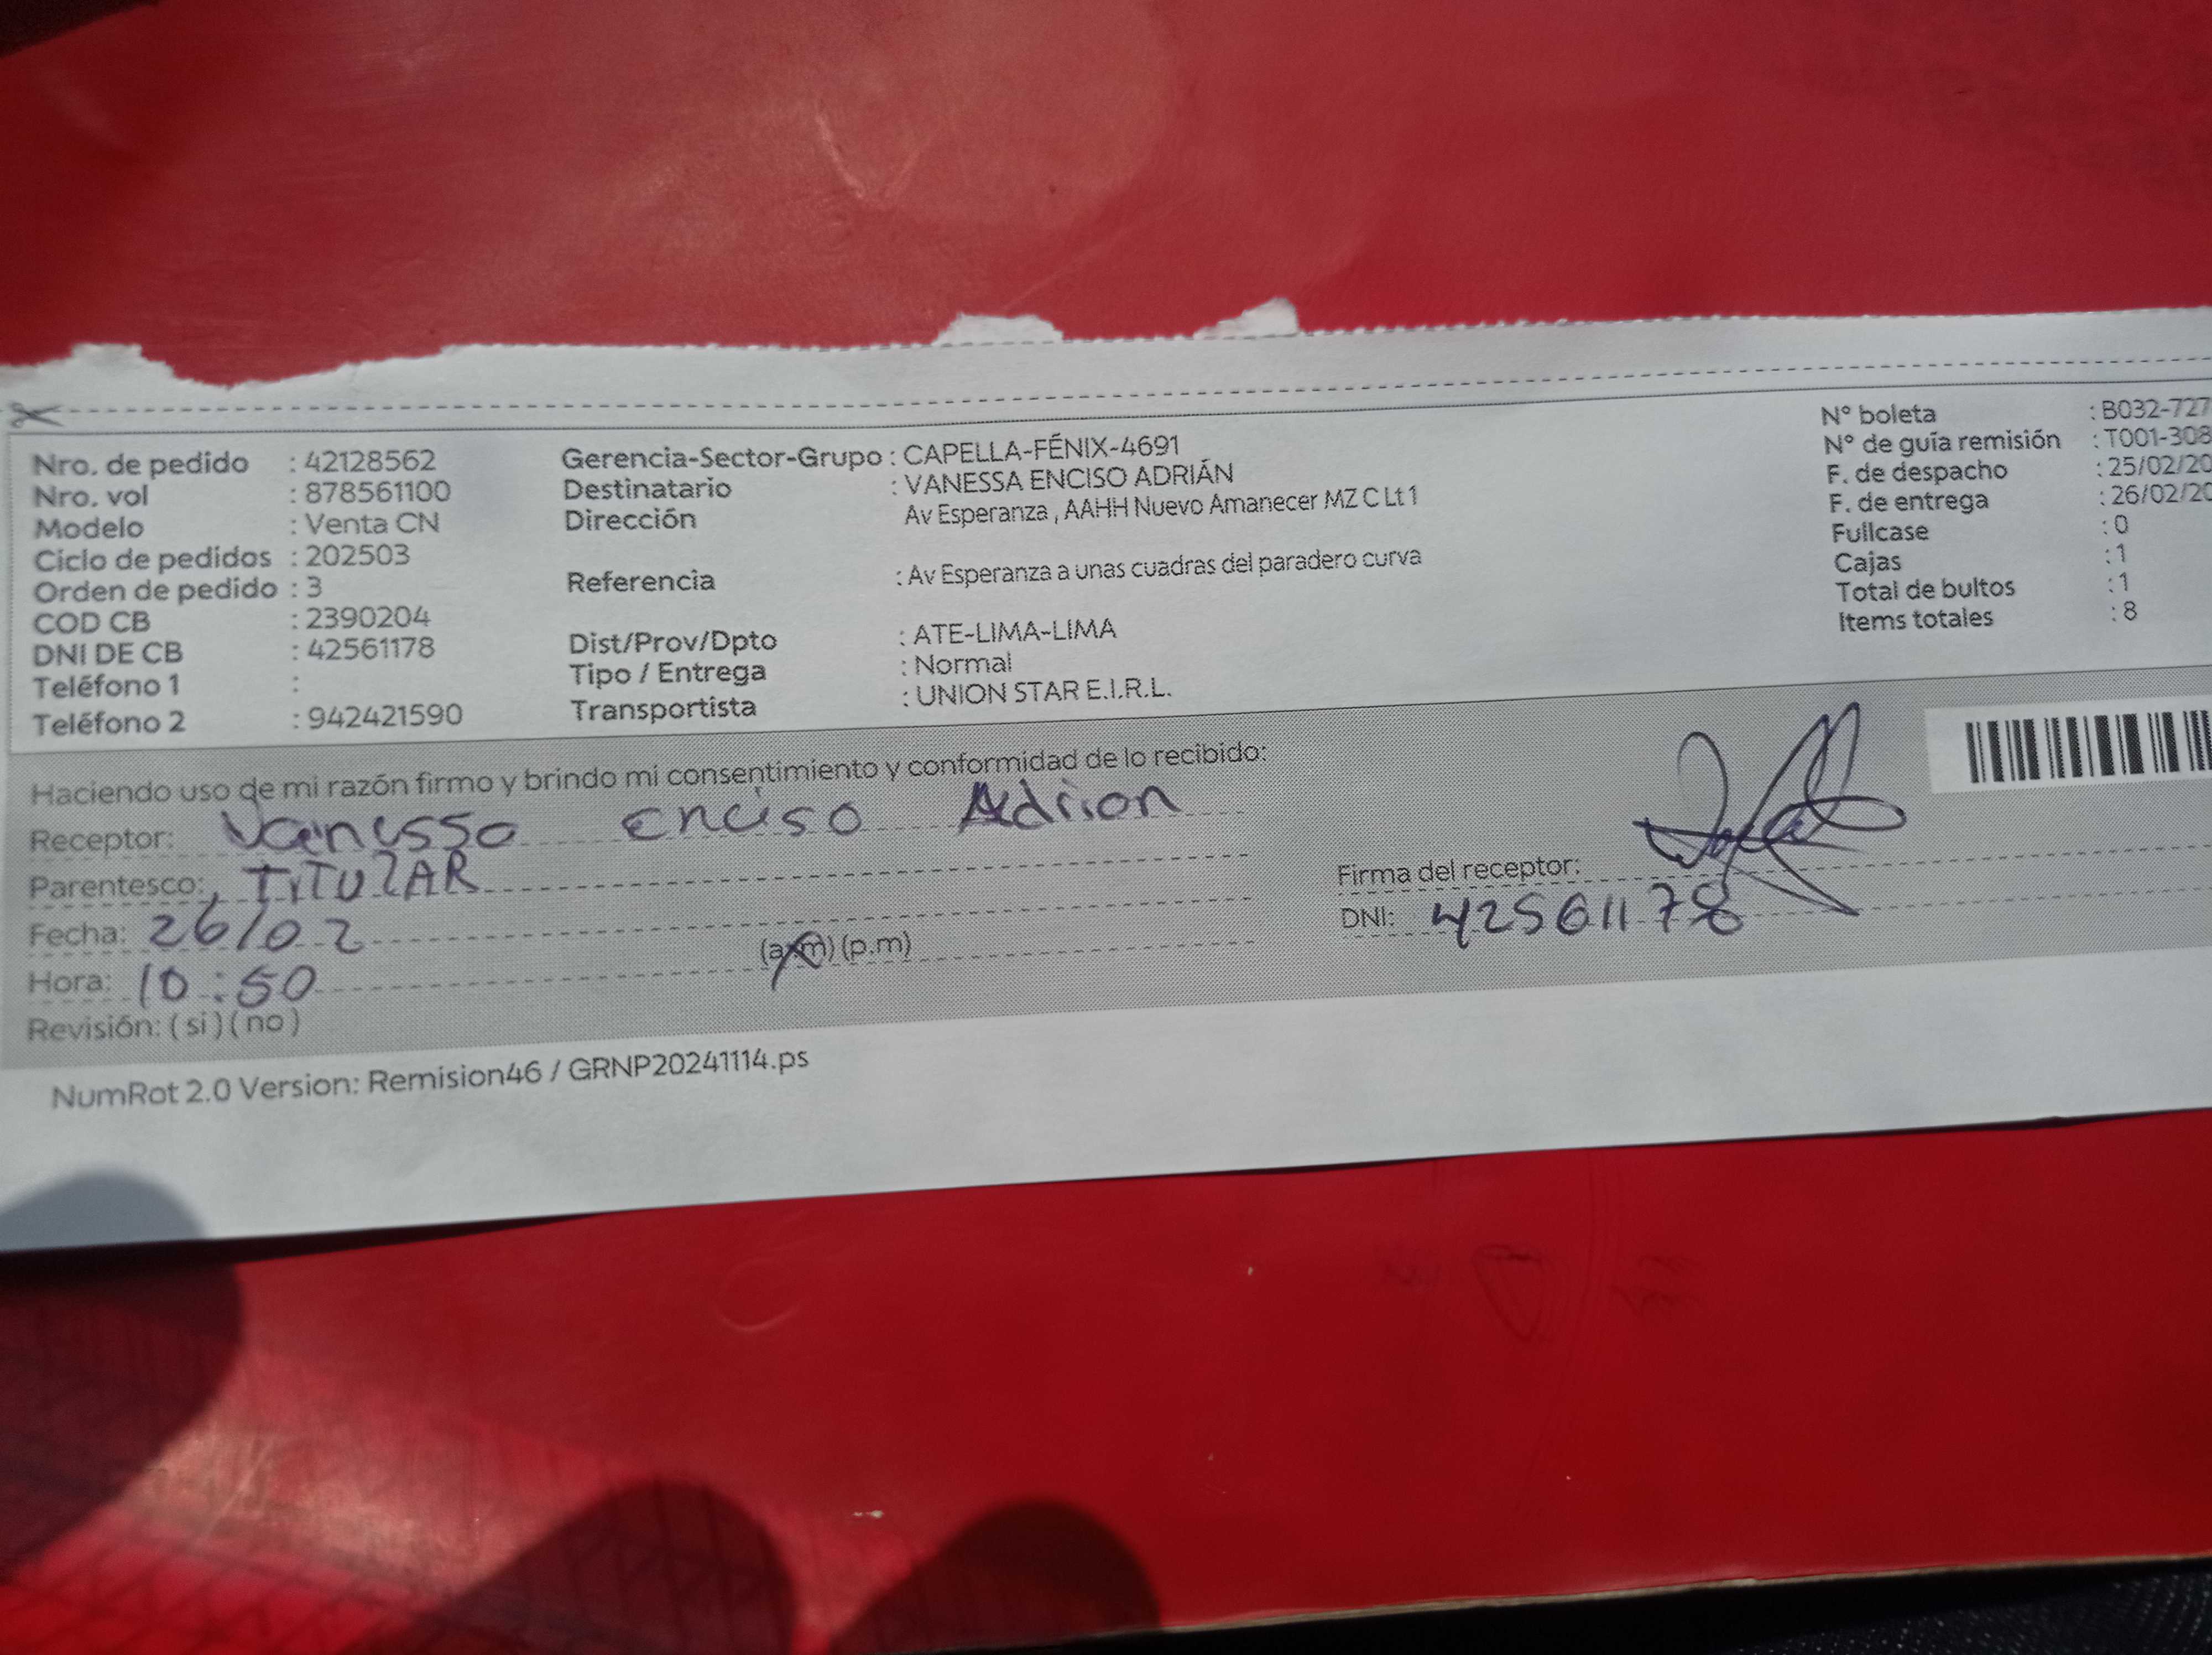 Nro. de pedido : 42128562
Nro. vol : 878561100
Modelo : Venta CN
Ciclo de pedidos : 202503
Orden de pedido : 3
COD CB : 2390204
DNI DE CB : 42561178
Teléfono 1 :
Teléfono 2 : 942421590
Gerencia-Sector-Grupo : CAPELLA-FÉNIX-4691
Destinatario : VANESSA ENCISO ADRIÁN
Dirección Av Esperanza , AAHH Nuevo Amanecer MZ C Lt 1
Referencia : Av Esperanza a unas cuadras del paradero curva
Dist/Prov/Dpto : ATE-LIMA-LIMA
Tipo / Entrega : Normal
Transportista : UNION STAR E.I.R.L.
N° boleta : B032-727
N° de guía remisión : T001-308
F. de despacho : 25/02/20
F. de entrega : 26/02/20
Fullcase : 0
Cajas : 1
Total de bultos : 1
Items totales : 8
Haciendo uso de mi razón firmo y brindo mi consentimiento y conformidad de lo recibido:
Receptor: Vanessa Enciso Adrian
Parentesco: TITULAR
Fecha: 26/02
Hora: 10:50 (a.m) (p.m)
Revisión: ( si ) ( no )
Firma del receptor:
DNI: 42561178
NumRot 2.0 Version: Remision46 / GRNP20241114.ps